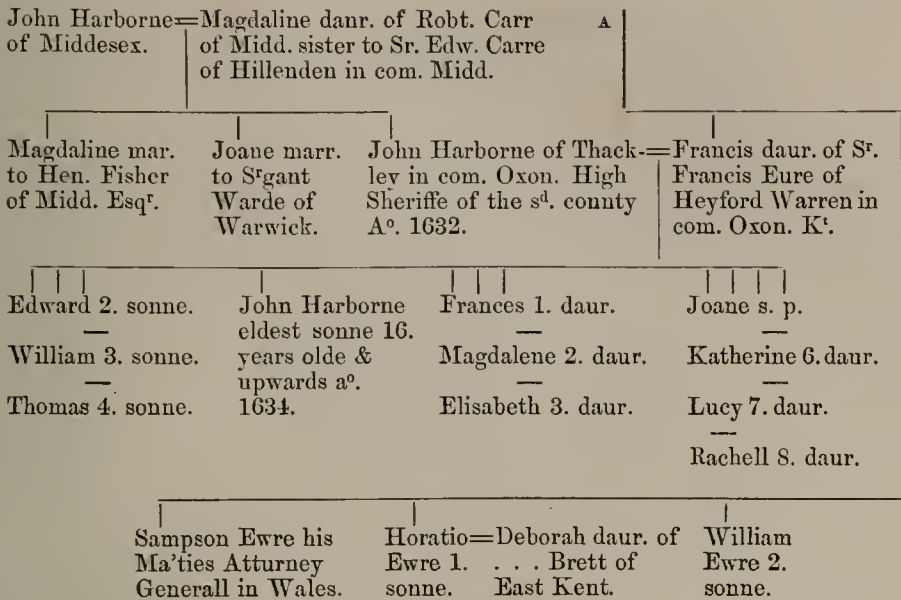 John Harborne=Magdaline danr. of Robt. Carr
of Middesex.
of Midd. sister to Sr. Edw. Carre
of Hillenden in com. Midd.
A
Magdaline mar.
to Hen. Fisher
of Midd. Esqr.
Joane marr.
to Srgant
Warde of
Warwick.
John Harborne of Thack-=Francis daur. of Sr.
ley in com. Oxon. High
Sheriffe of the sd. county
Ao. 1632.
Francis Eure of
Heyford Warren in
com. Oxon. Kt.
Edward 2. sonne.
—
William 3. sonne.
—
Thomas 4. sonne.
John Harborne
eldest sonne 16.
years olde &
upwards ao.
1634.
Frances 1. daur.
—
Magdalene 2. daur.
—
Elisabeth 3. daur.
Joane s. p.
—
Katherine 6. daur.
—
Lucy 7. daur.
—
Rachell 8. daur.
Sampson Ewre his
Ma'ties Atturney
Generall in Wales.
Horatio=Deborah daur. of
Ewre 1.
sonne.
. . . Brett of
East Kent.
William
Ewre 2.
sonne.